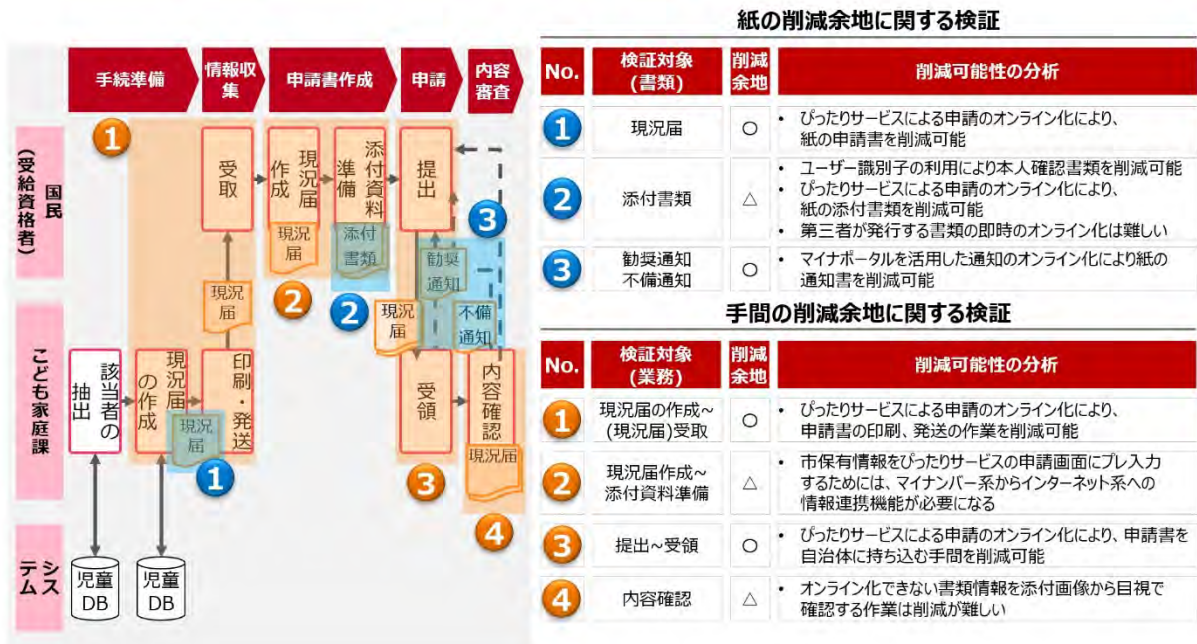 手続準備
情報収
集
申請書作成
申請
内容
審査
国民
(受給資格者)
1
受取
現況届
作成
添付資料
準備
提出
現況
届
添付
書類
3
勧奨
通知
現況
届
2
2
現況
届
不備
通知
こども家庭課
該当者の
抽出
現況届
の作成
印刷・発送
受領
内容確認
現況
届
現況届
1
3
4
シス
テム
児童
DB
児童
DB
紙の削減余地に関する検証
No.
検証対象
(書類)
削減
余地
削減可能性の分析
1
現況届
○
• ぴったりサービスによる申請のオンライン化により、
紙の申請書を削減可能
2
添付書類
△
• ユーザー識別子の利用により本人確認書類を削減可能
• ぴったりサービスによる申請のオンライン化により、
紙の添付書類を削減可能
• 第三者が発行する書類の即時のオンライン化は難しい
3
勧奨通知
不備通知
○
• マイナポータルを活用した通知のオンライン化により紙の
通知書を削減可能
手間の削減余地に関する検証
No.
検証対象
(業務)
削減
余地
削減可能性の分析
1
現況届の作成~
(現況届)受取
○
• ぴったりサービスによる申請のオンライン化により、
申請書の印刷、発送の作業を削減可能
2
現況届作成~
添付資料準備
△
• 市保有情報をぴったりサービスの申請画面にプレ入力
するためには、マイナンバー系からインターネット系への
情報連携機能が必要になる
3
提出~受領
○
• ぴったりサービスによる申請のオンライン化により、申請書を
自治体に持ち込む手間を削減可能
4
内容確認
△
• オンライン化できない書類情報を添付画像から目視で
確認する作業は削減が難しい